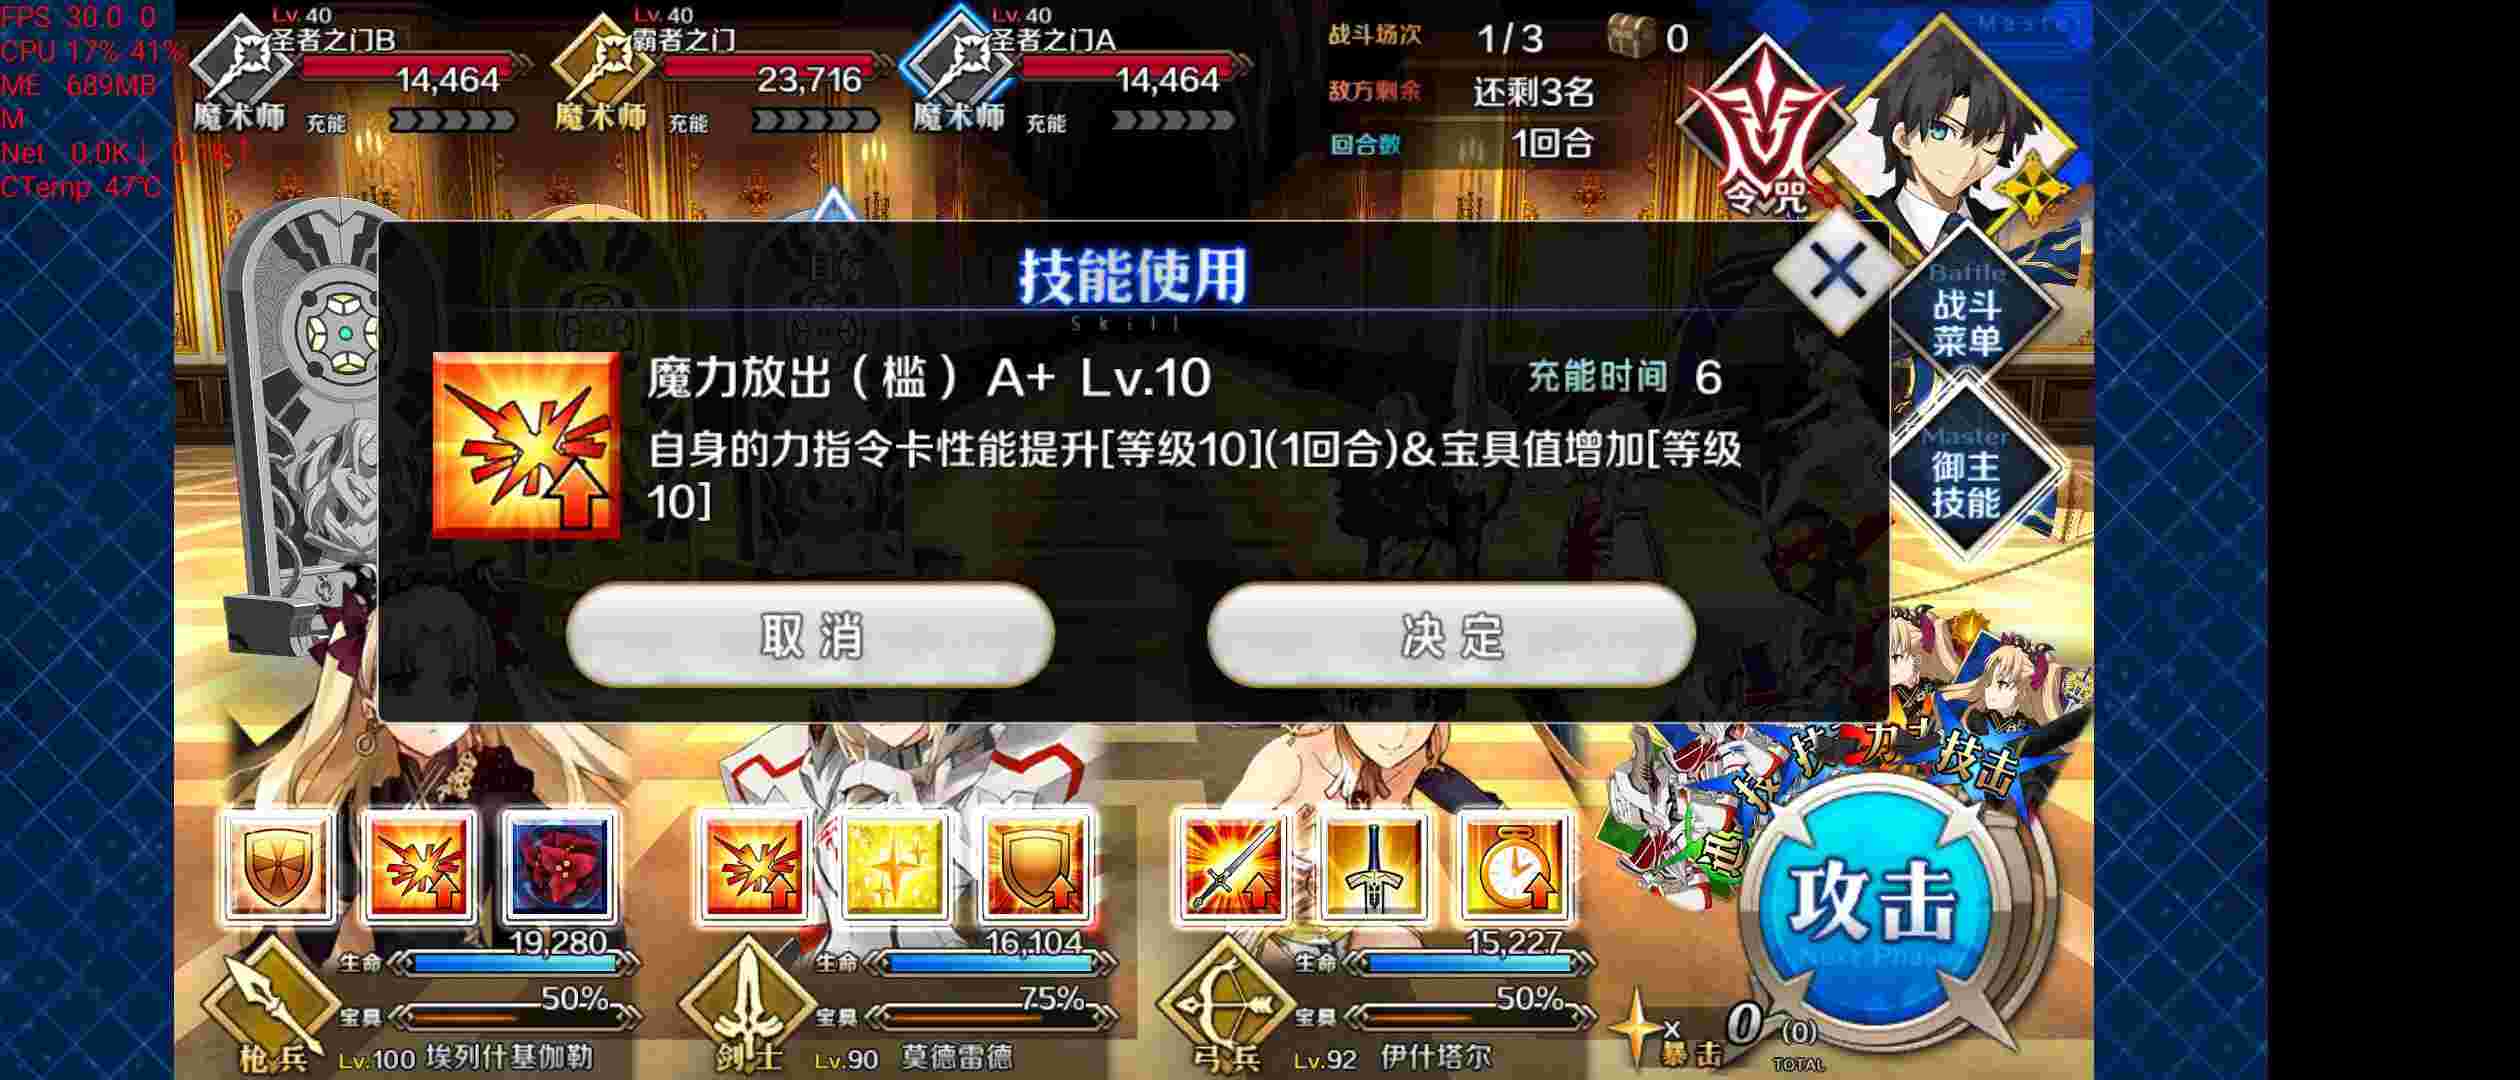 FPS 30.0 0
CPU 17% 41%
ME 689MB
M
Net 0.0K↓
CTemp 47℃
Lv.40
圣者之门B
14,464
魔术师 充能
Lv.40
霸者之门
23,716
魔术师 充能
Lv.40
圣者之门A
14,464
魔术师 充能
战斗场次 1/3 0
敌方剩余 还剩3名
回合数 1回合
Master
令咒
技能使用
Skill
魔力放出（槛）A+ Lv.10 充能时间 6
自身的力指令卡性能提升[等级10](1回合)&宝具值增加[等级
10]
取消
决定
Battle
战斗
菜单
Master
御主
技能
技 力 技击
19,280
生命
50%
宝具
枪兵 Lv.100 埃列什基伽勒
16,104
生命
75%
宝具
剑士 Lv.90 莫德雷德
15,227
生命
50%
宝具
弓兵 Lv.92 伊什塔尔
攻击
Next Phase
x 0 (0)
暴击 TOTAL